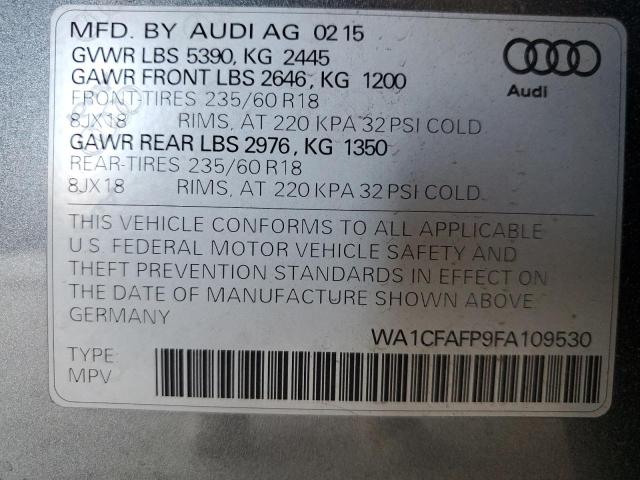 MFD. BY AUDI AG 02 15
GVWR LBS 5390, KG 2445
GAWR FRONT LBS 2646, KG 1200
FRONT-TIRES 235/60 R18
8JX18 RIMS, AT 220 KPA 32 PSI COLD
GAWR REAR LBS 2976, KG 1350
REAR-TIRES 235/60 R18
8JX18 RIMS, AT 220 KPA 32 PSI COLD
Audi
THIS VEHICLE CONFORMS TO ALL APPLICABLE
U.S. FEDERAL MOTOR VEHICLE SAFETY AND
THEFT PREVENTION STANDARDS IN EFFECT ON
THE DATE OF MANUFACTURE SHOWN ABOVE
GERMANY
WA1CFAFP9FA109530
TYPE:
MPV